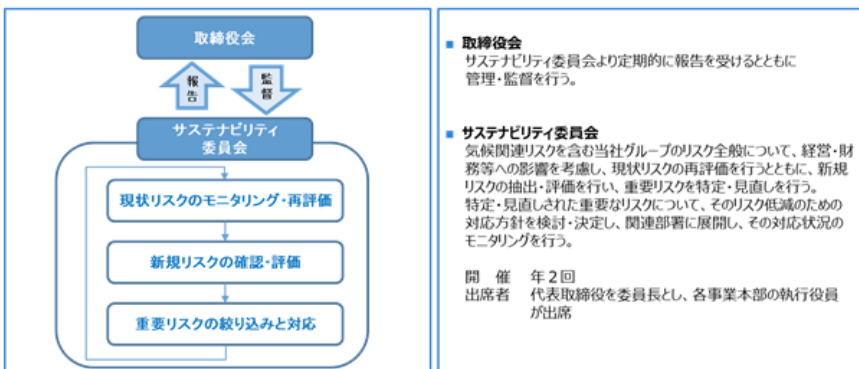 取締役会
報告
監督
サステナビリティ
委員会
現状リスクのモニタリング・再評価
新規リスクの確認・評価
重要リスクの絞り込みと対応
■ 取締役会
サステナビリティ委員会より定期的に報告を受けるとともに
管理・監督を行う。
■ サステナビリティ委員会
気候関連リスクを含む当社グループのリスク全般について、経営・財
務等への影響を考慮し、現状リスクの再評価を行うとともに、新規
リスクの抽出・評価を行い、重要リスクを特定・見直しを行う。
特定・見直しされた重要なリスクについて、そのリスク低減のための
対応方針を検討・決定し、関連部署に展開し、その対応状況の
モニタリングを行う。
開　催　年２回
出席者　代表取締役を委員長とし、各事業本部の執行役員
が出席